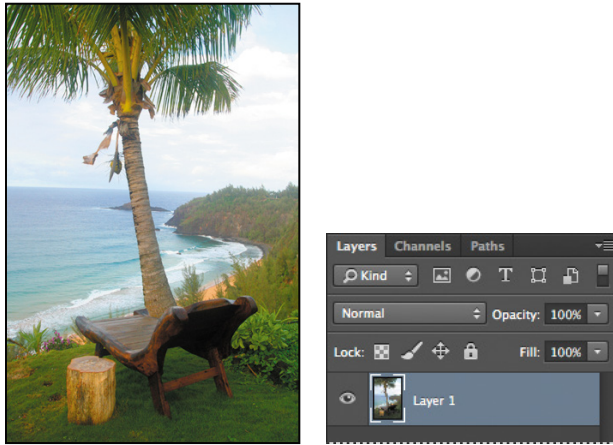 Layers Channels Paths
Kind T
Normal Opacity: 100%
Lock: Fill: 100%
Layer 1